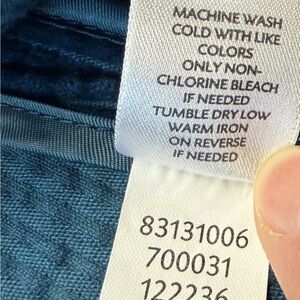 MACHINE WASH
COLD WITH LIKE
COLORS
ONLY NON-
CHLORINE BLEACH
IF NEEDED
TUMBLE DRY LOW
WARM IRON
ON REVERSE
IF NEEDED
83131006
700031
122236